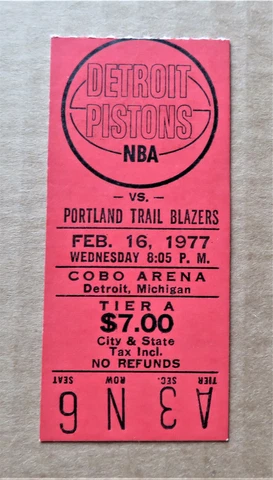 DETROIT
PISTONS
NBA
– VS. –
PORTLAND TRAIL BLAZERS
FEB. 16, 1977
WEDNESDAY 8:05 P. M.
COBO ARENA
Detroit, Michigan
TIER A
$7.00
City & State
Tax Incl.
NO REFUNDS
A 3 N 6
TIER SEC. ROW SEAT